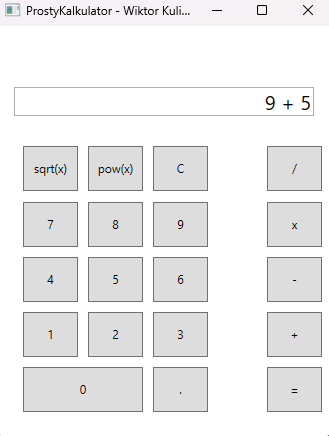 ProstyKalkulator - Wiktor Kuli...
9 + 5
sqrt(x) pow(x) C /
7 8 9 x
4 5 6 -
1 2 3 +
0 . =